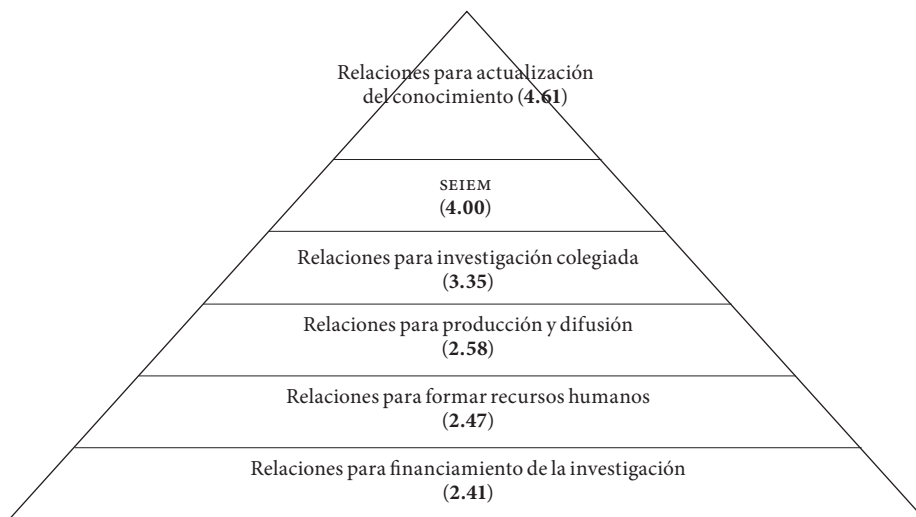 Relaciones para actualización
del conocimiento (4.61)
SEIEM
(4.00)
Relaciones para investigación colegiada
(3.35)
Relaciones para producción y difusión
(2.58)
Relaciones para formar recursos humanos
(2.47)
Relaciones para financiamiento de la investigación
(2.41)